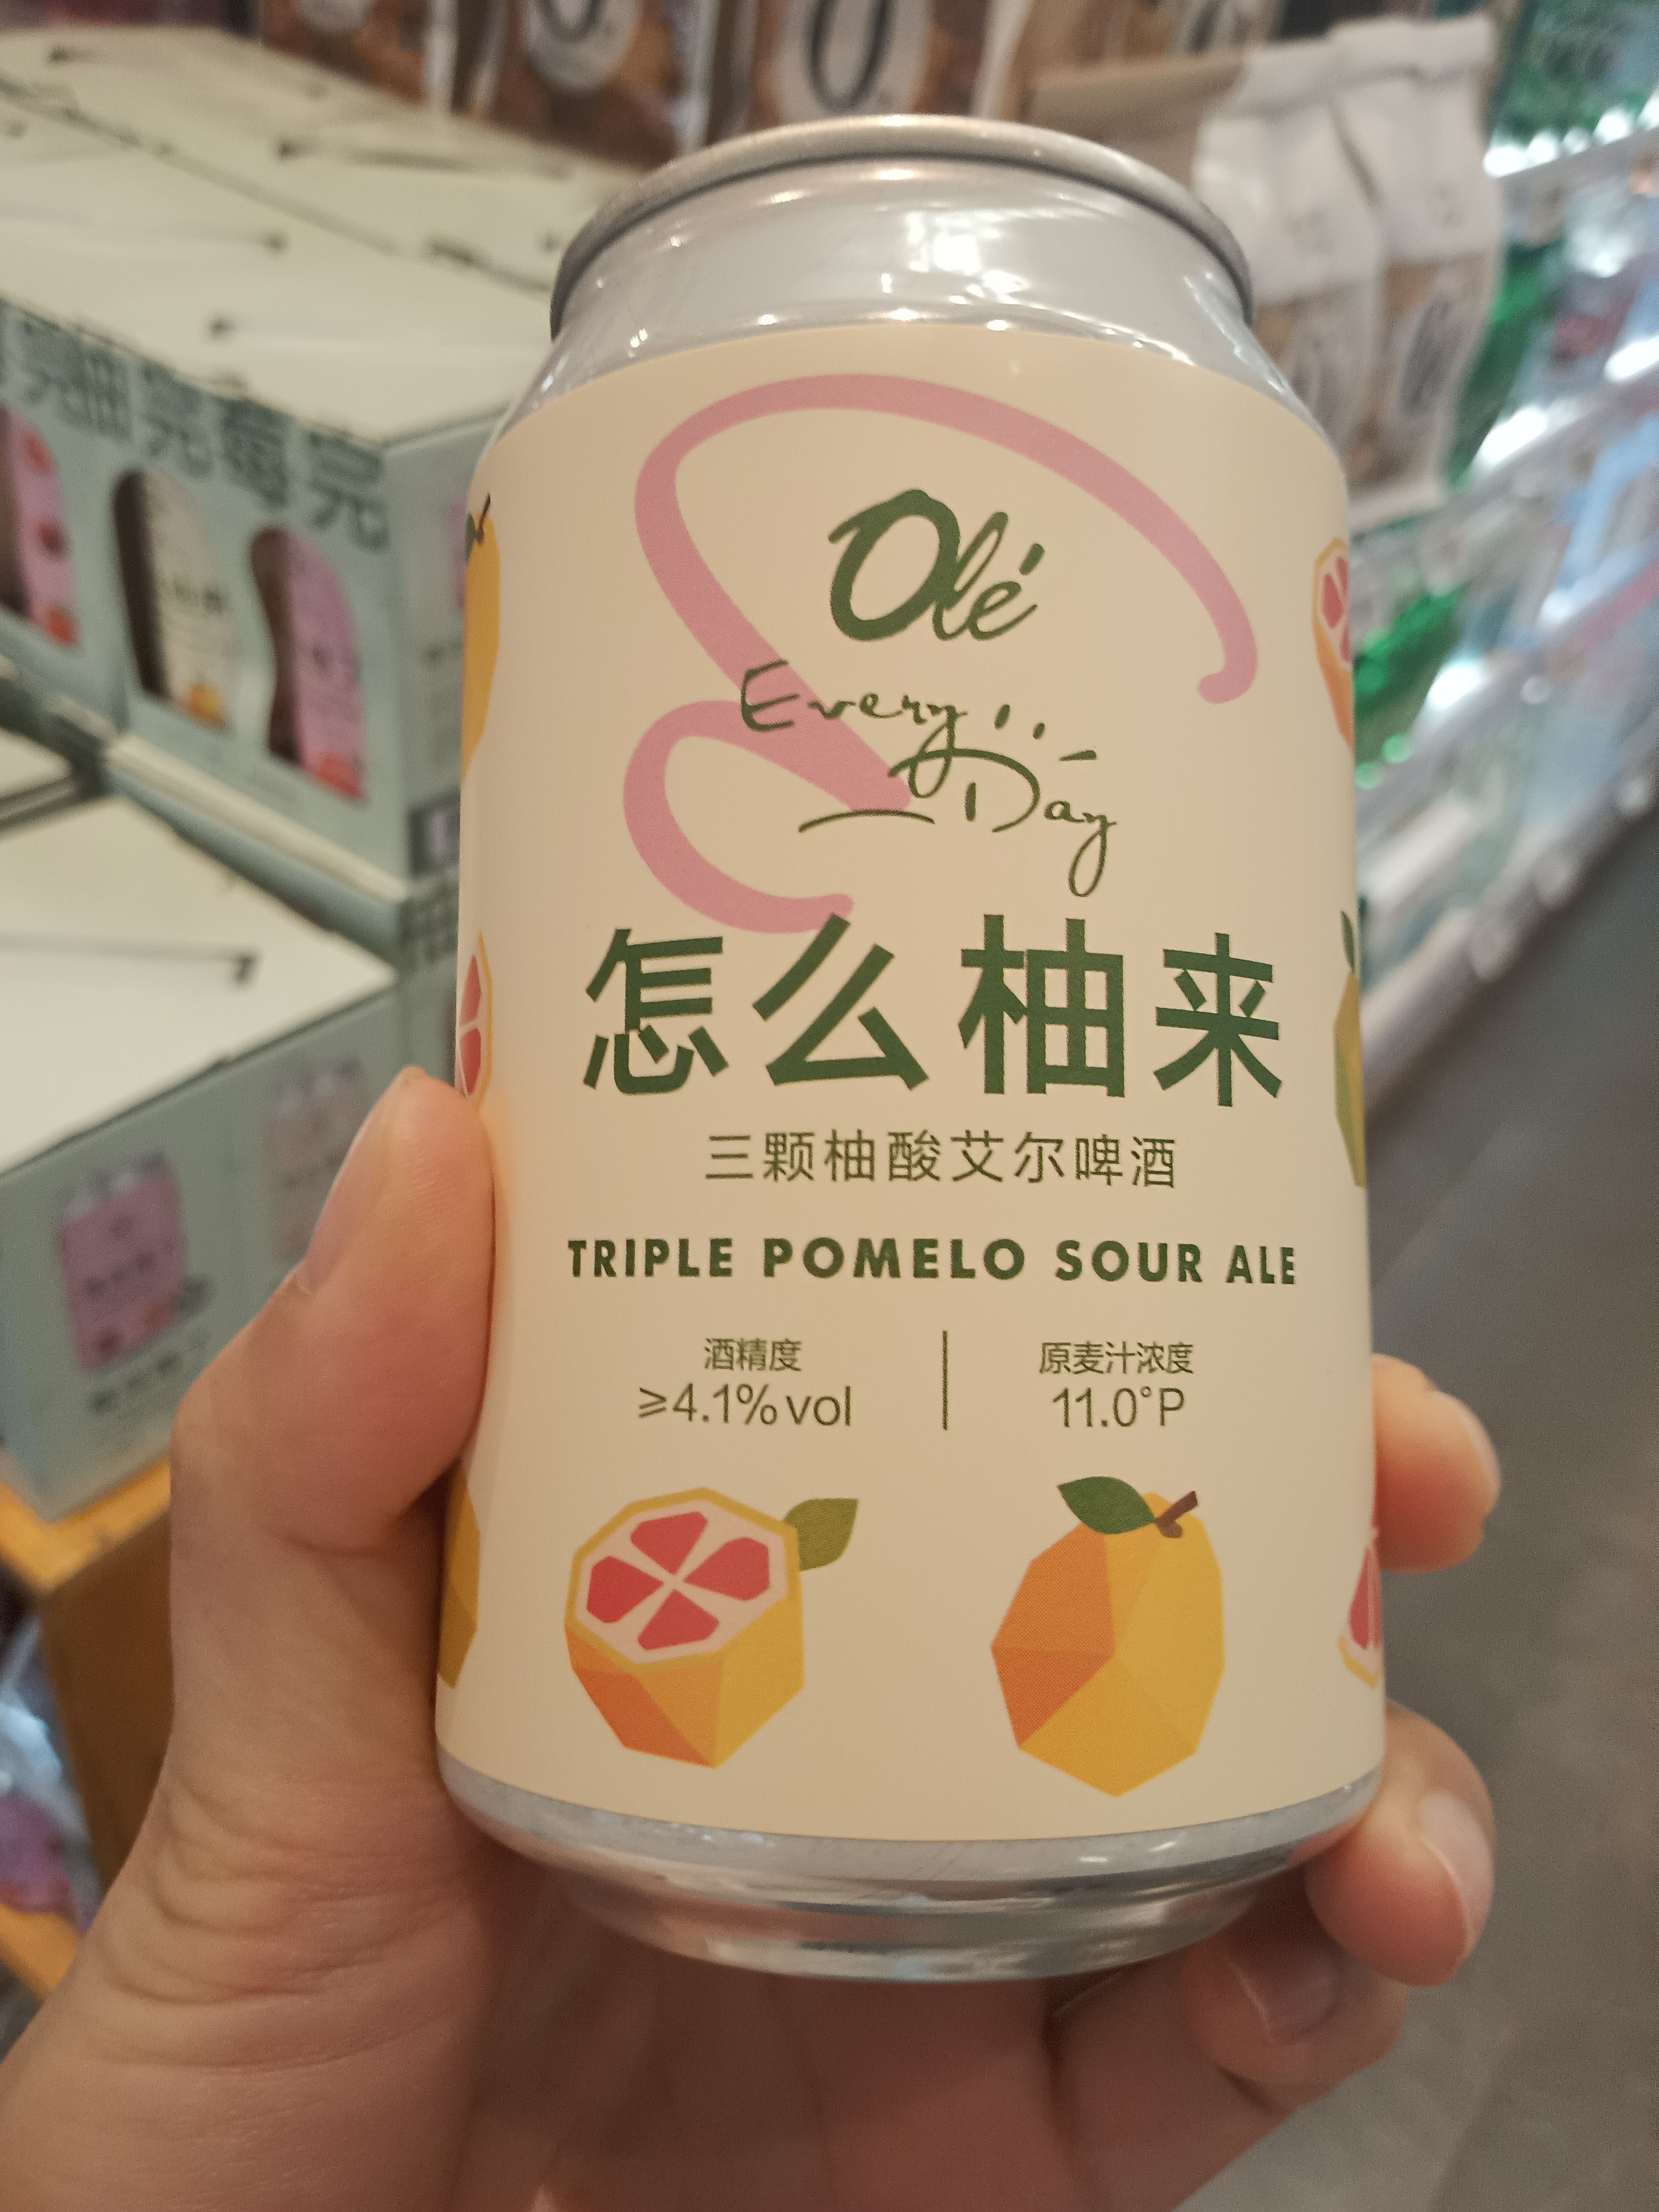 Olé
Every
Day
怎么柚来
三颗柚酸艾尔啤酒
TRIPLE POMELO SOUR ALE
酒精度
≥4.1%vol
原麦汁浓度
11.0°P